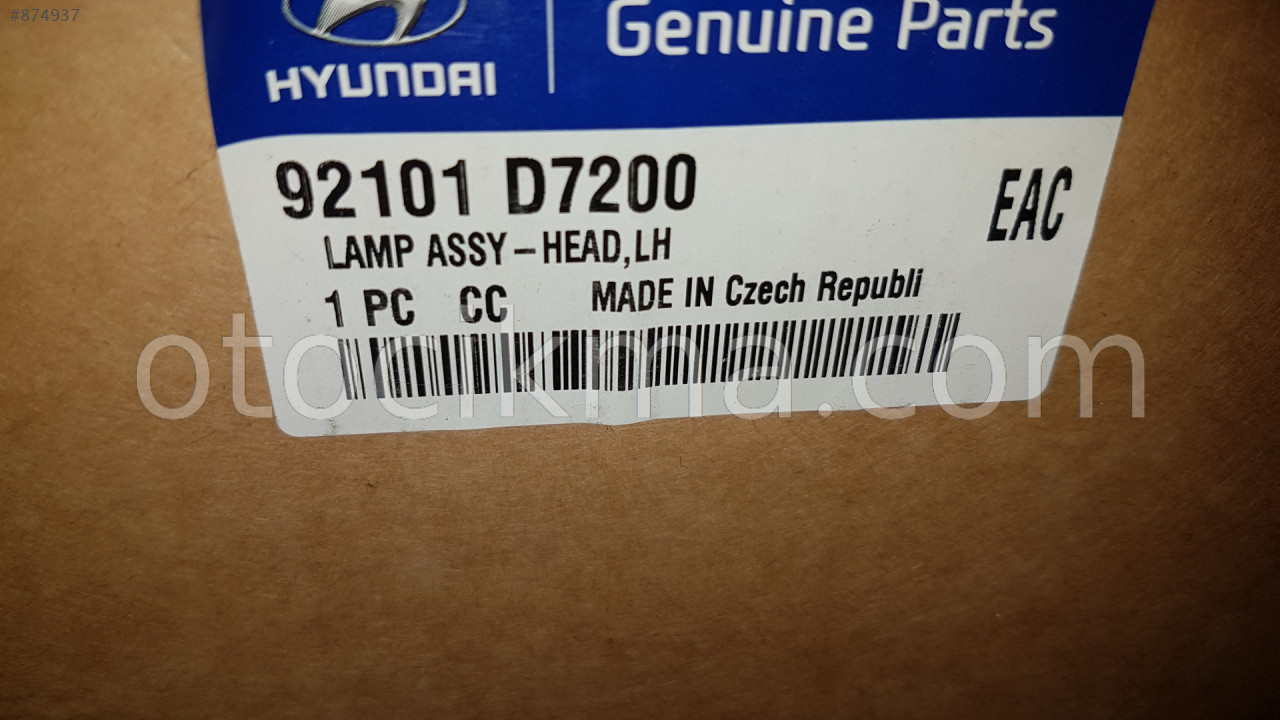 #874937
HYUNDAI
Genuine Parts
92101 D7200
EAC
LAMP ASSY-HEAD,LH
1 PC CC MADE IN Czech Republi
otocikma.com